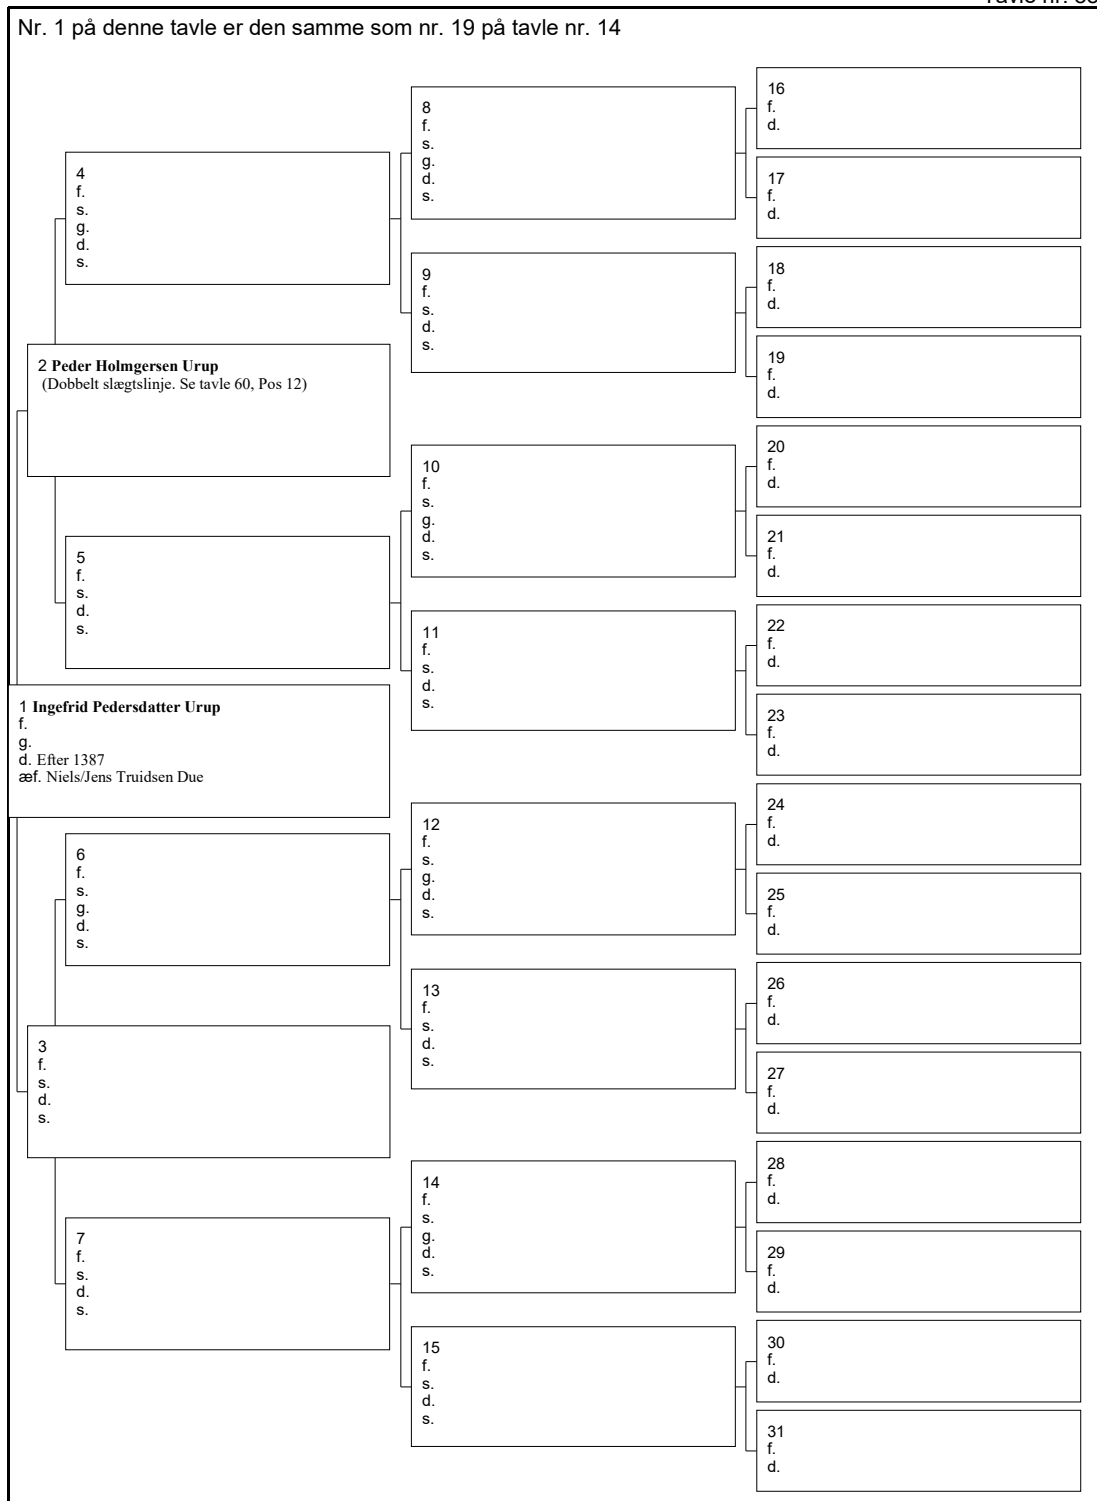 Nr. 1 på denne tavle er den samme som nr. 19 på tavle nr. 14
4
f.
s.
g.
d.
s.
2 Peder Holmgersen Urup
(Dobbelt slægtslinje. Se tavle 60, Pos 12)
5
f.
s.
d.
s.
1 Ingefrid Pedersdatter Urup
f.
g.
d. Efter 1387
æf. Niels/Jens Truidsen Due
6
f.
s.
g.
d.
s.
3
f.
s.
d.
s.
7
f.
s.
d.
s.
8
f.
s.
g.
d.
s.
9
f.
s.
d.
s.
10
f.
s.
g.
d.
s.
11
f.
s.
d.
s.
12
f.
s.
g.
d.
s.
13
f.
s.
d.
s.
14
f.
s.
g.
d.
s.
15
f.
s.
d.
s.
16
f.
d.
17
f.
d.
18
f.
d.
19
f.
d.
20
f.
d.
21
f.
d.
22
f.
d.
23
f.
d.
24
f.
d.
25
f.
d.
26
f.
d.
27
f.
d.
28
f.
d.
29
f.
d.
30
f.
d.
31
f.
d.